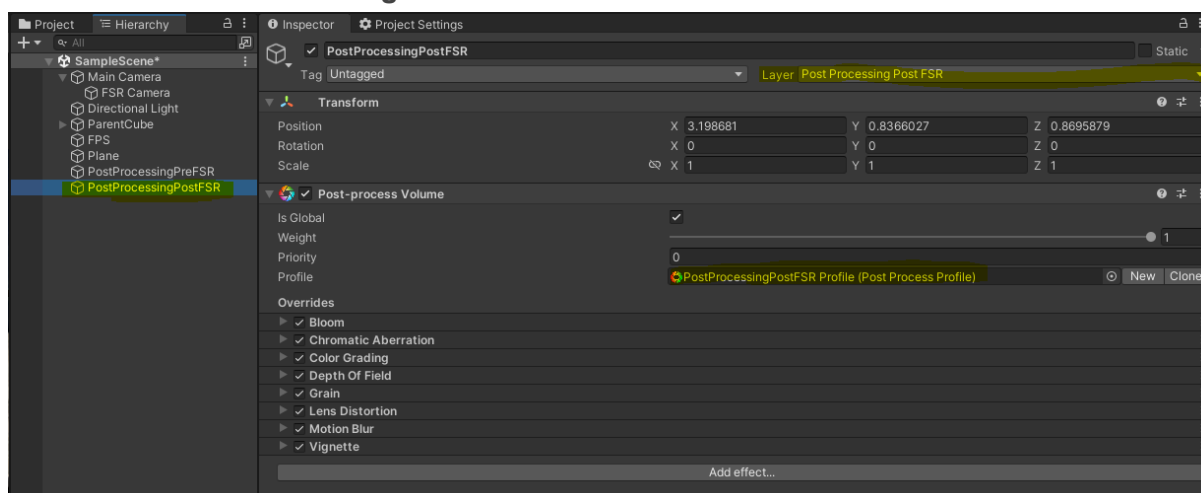 Project Hierarchy Inspector Project Settings
All
SampleScene*
Main Camera
FSR Camera
Directional Light
ParentCube
FPS
Plane
PostProcessingPreFSR
PostProcessingPostFSR
PostProcessingPostFSR Static
Tag Untagged Layer Post Processing Post FSR
Transform
Position X 3.198681 Y 0.8366027 Z 0.8695879
Rotation X 0 Y 0 Z 0
Scale X 1 Y 1 Z 1
Post-process Volume
Is Global
Weight 1
Priority 0
Profile PostProcessingPostFSR Profile (Post Process Profile) New Clone
Overrides
Bloom
Chromatic Aberration
Color Grading
Depth Of Field
Grain
Lens Distortion
Motion Blur
Vignette
Add effect...